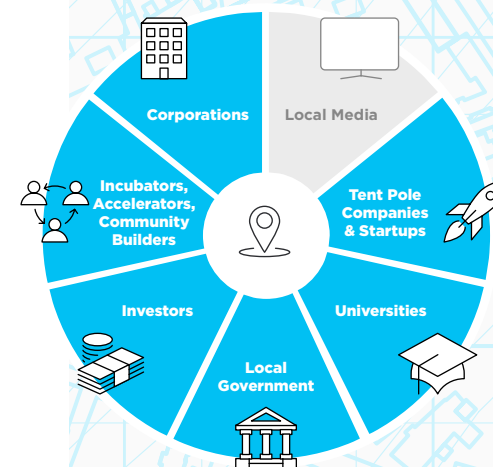 Corporations
Local Media
Incubators,
Accelerators,
Community
Builders
Tent Pole
Companies
& Startups
Investors
Universities
Local
Government